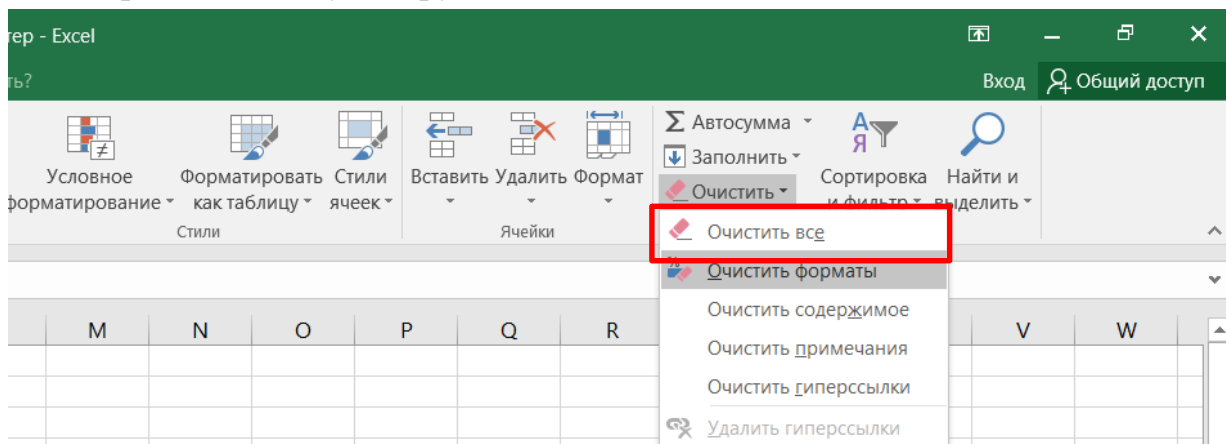 тер - Excel
ть?
Вход Общий доступ
Условное форматирование
Форматировать как таблицу
Стили ячеек
Вставить
Удалить
Формат
Автосумма
Заполнить
Очистить
Сортировка и фильтр
Найти и выделить
Стили
Ячейки
Очистить все
Очистить форматы
Очистить содержимое
Очистить примечания
Очистить гиперссылки
Удалить гиперссылки
M N O P Q R V W